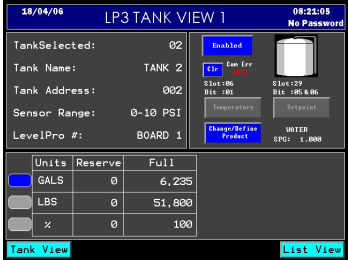 18/04/06
LP3 TANK VIEW 1
08:21:05
No Password
TankSelected: 02
Tank Name: TANK 2
Tank Address: 002
Sensor Range: 0-10 PSI
LevelPro #: BOARD 1
Enabled
Clr Com Err
Slot:06 Slot:29
Bit :01 Bit :05&06
Temperature Setpoint
Change/Define
Product
WATER
SPG: 1.000
Units Reserve Full
GALS 0 6,235
LBS 0 51,800
% 0 100
Tank View List View